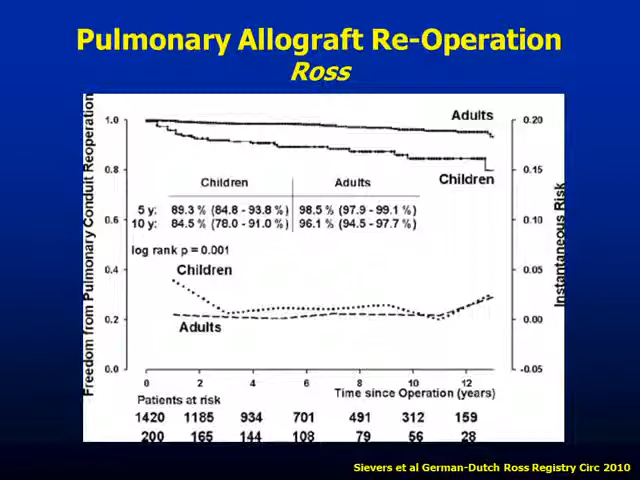 Pulmonary Allograft Re-Operation
Ross
Freedom from Pulmonary Conduit Reoperation
1.0
0.8
0.6
0.4
0.2
0.0
Adults
Children
Children Adults
5 y: 89.3 % (84.8 - 93.8 %) 98.5 % (97.9 - 99.1 %)
10 y: 84.5 % (78.0 - 91.0 %) 96.1 % (94.5 - 97.7 %)
log rank p = 0.001
Children
Adults
0.20
0.15
0.10
0.05
0.00
-0.05
Instantaneous Risk
0 2 4 6 8 10 12
Time since Operation (years)
Patients at risk
1420 1185 934 701 491 312 159
200 165 144 108 79 56 28
Sievers et al German-Dutch Ross Registry Circ 2010